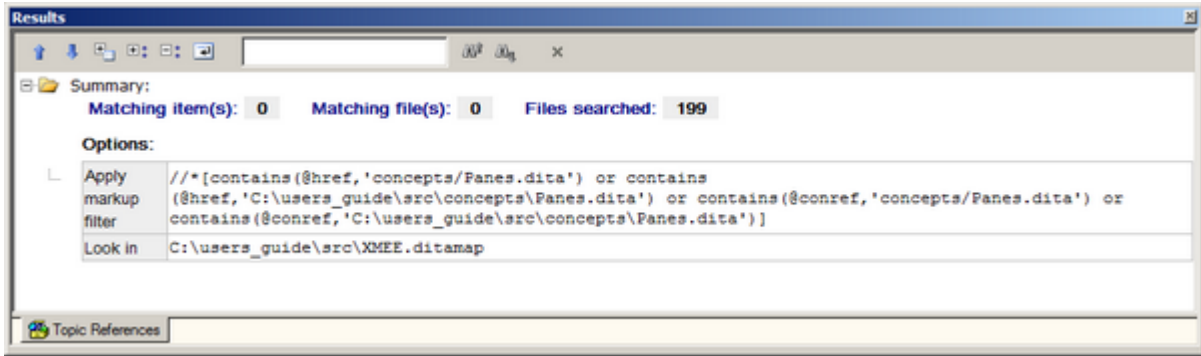 Results
Summary:
Matching item(s): 0 Matching file(s): 0 Files searched: 199
Options:
Apply markup filter
//*[contains(@href,'concepts/Panes.dita') or contains
(@href,'C:\users_guide\src\concepts\Panes.dita') or contains(@conref,'concepts/Panes.dita') or
contains(@conref,'C:\users_guide\src\concepts\Panes.dita')]
Look in C:\users_guide\src\XMEE.ditamap
Topic References